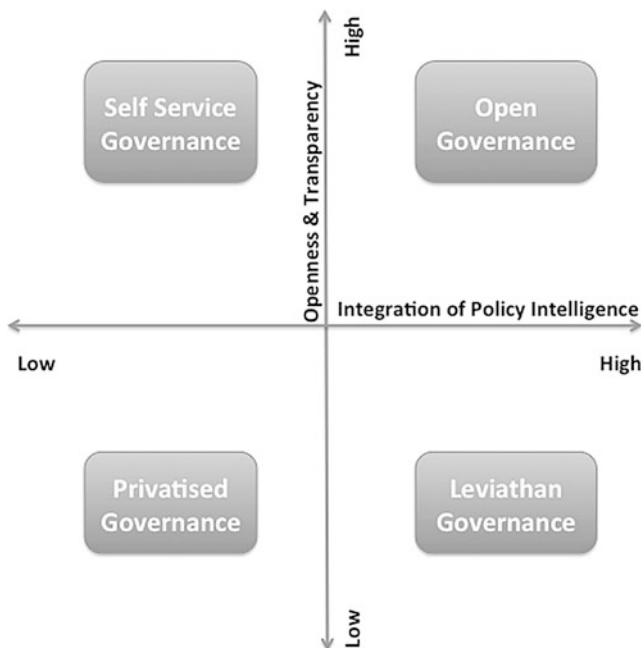 High
Self Service
Governance
Open
Governance
Openness & Transparency
Integration of Policy Intelligence
Low
High
Privatised
Governance
Leviathan
Governance
Low